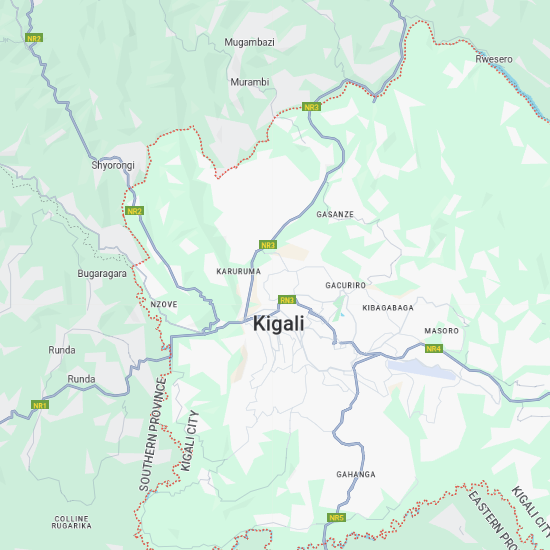 NR2
Mugambazi
Rwesero
Murambi
NR3
Shyorongi
NR2
GASANZE
NR3
Bugaragara
KARURUMA
GACURIRO
NZOVE
RN3
KIBAGABAGA
Kigali
MASORO
Runda
NR4
Runda
NR1
SOUTHERN PROVINCE
KIGALI CITY
GAHANGA
COLLINE
RUGARIKA
NR5
KIGALI CITY
EASTERN PRO